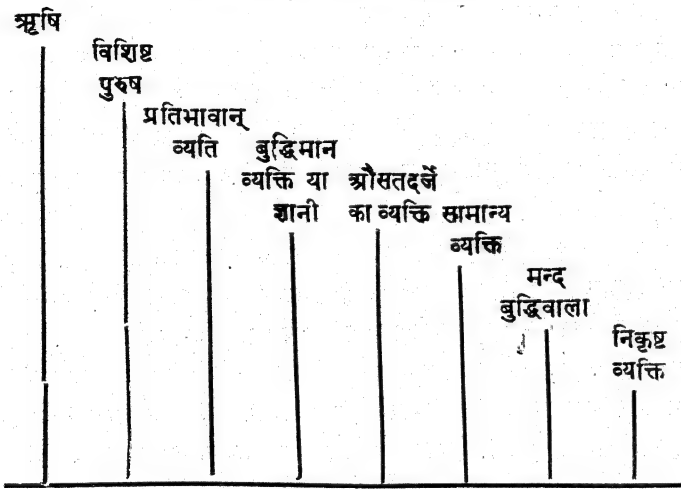 ऋषि
विशिष्ट
पुरुष
प्रतिभावान्
व्यति
बुद्धिमान
व्यक्ति या
ज्ञानी
औसतदर्जे
का व्यक्ति
सामान्य
व्यक्ति
मन्द
बुद्धिवाला
निकृष्ट
व्यक्ति